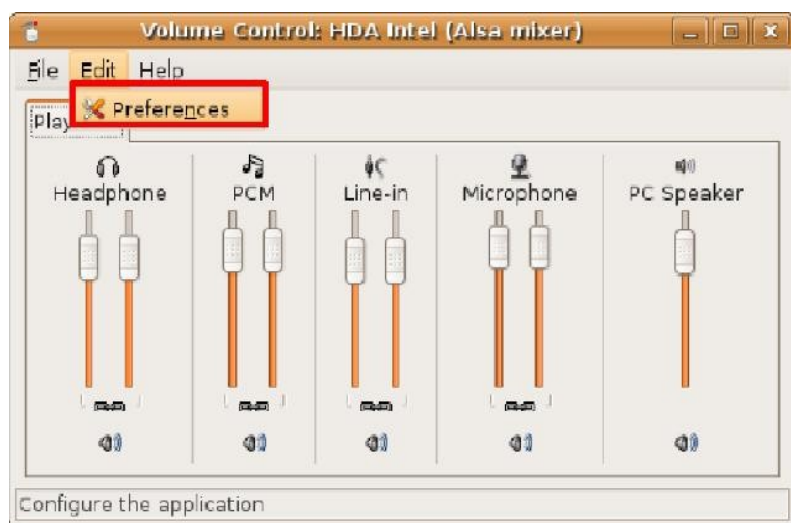 Volume Control: HDA Intel (Alsa mixer)
File Edit Help
Preferences
Play
Headphone PCM Line-in Microphone PC Speaker
Configure the application